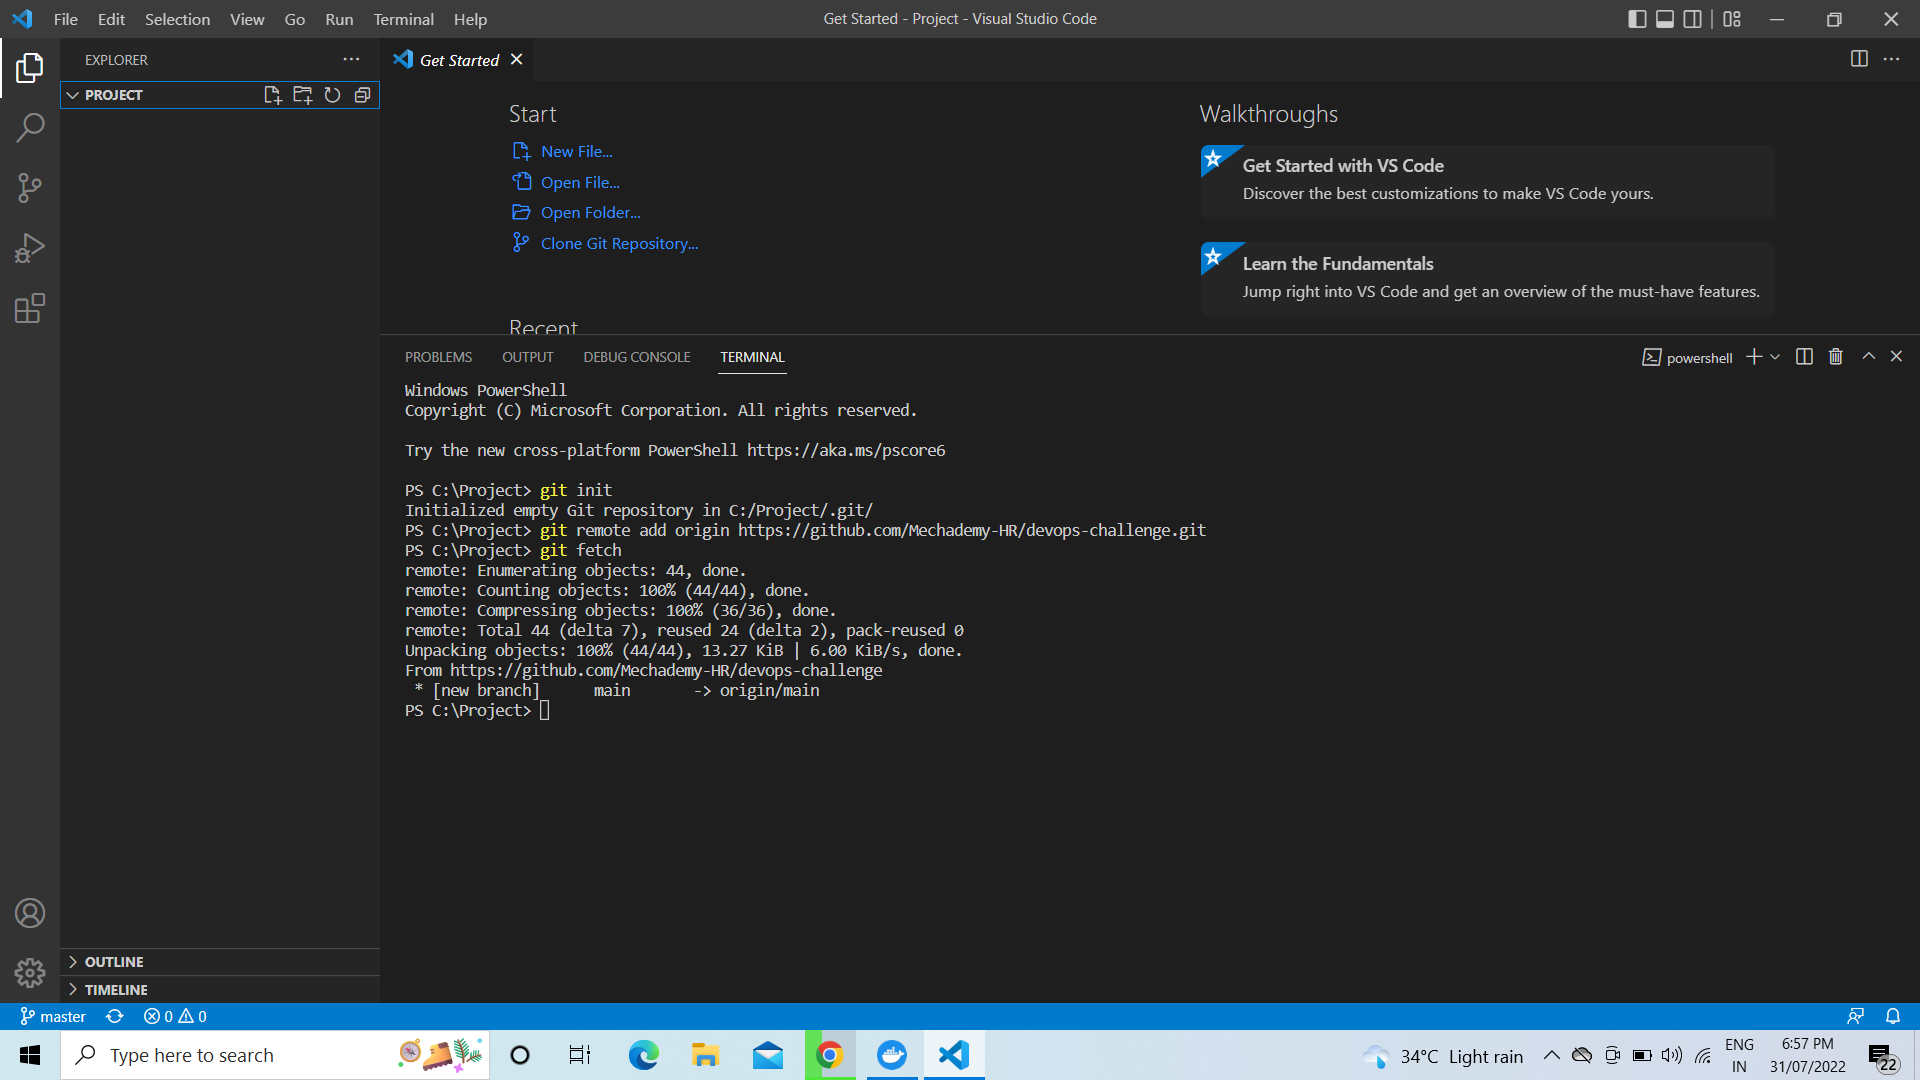 File Edit Selection View Go Run Terminal Help
Get Started - Project - Visual Studio Code
EXPLORER
PROJECT
Get Started
Start
New File...
Open File...
Open Folder...
Clone Git Repository...
Recent
Walkthroughs
Get Started with VS Code
Discover the best customizations to make VS Code yours.
Learn the Fundamentals
Jump right into VS Code and get an overview of the must-have features.
PROBLEMS OUTPUT DEBUG CONSOLE TERMINAL
powershell
Windows PowerShell
Copyright (C) Microsoft Corporation. All rights reserved.
Try the new cross-platform PowerShell https://aka.ms/pscore6
PS C:\Project> git init
Initialized empty Git repository in C:/Project/.git/
PS C:\Project> git remote add origin https://github.com/Mechademy-HR/devops-challenge.git
PS C:\Project> git fetch
remote: Enumerating objects: 44, done.
remote: Counting objects: 100% (44/44), done.
remote: Compressing objects: 100% (36/36), done.
remote: Total 44 (delta 7), reused 24 (delta 2), pack-reused 0
Unpacking objects: 100% (44/44), 13.27 KiB | 6.00 KiB/s, done.
From https://github.com/Mechademy-HR/devops-challenge
 * [new branch]      main       -> origin/main
PS C:\Project>
OUTLINE
TIMELINE
master 0 0
Type here to search
34°C Light rain
ENG
IN
6:57 PM
31/07/2022
22